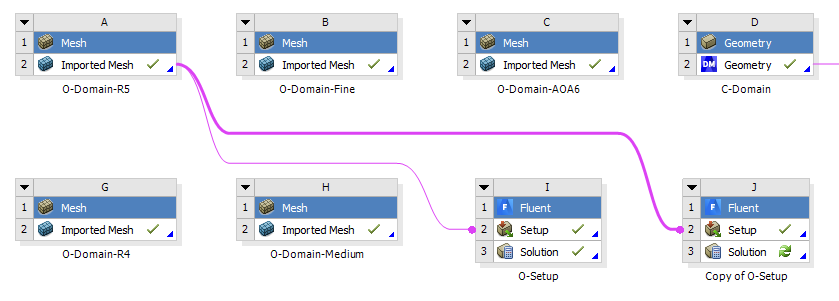 A
1 Mesh
2 Imported Mesh
O-Domain-R5
B
1 Mesh
2 Imported Mesh
O-Domain-Fine
C
1 Mesh
2 Imported Mesh
O-Domain-AOA6
D
1 Geometry
2 DM Geometry
C-Domain
G
1 Mesh
2 Imported Mesh
O-Domain-R4
H
1 Mesh
2 Imported Mesh
O-Domain-Medium
I
1 F Fluent
2 Setup
3 Solution
O-Setup
J
1 F Fluent
2 Setup
3 Solution
Copy of O-Setup